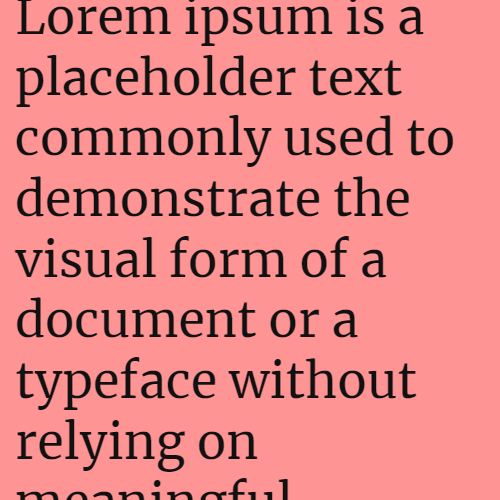 Lorem ipsum is a
placeholder text
commonly used to
demonstrate the
visual form of a
document or a
typeface without
relying on
meaningful